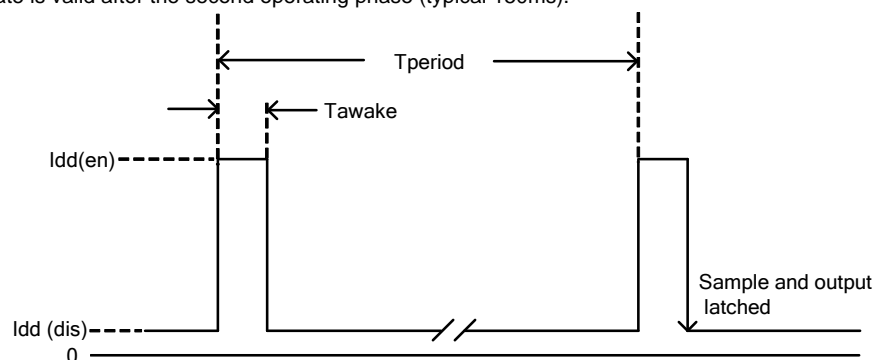 is valid after the second operating phase (typical 100ms).
Tperiod
Tawake
Idd(en)
Sample and output
latched
Idd (dis)
0